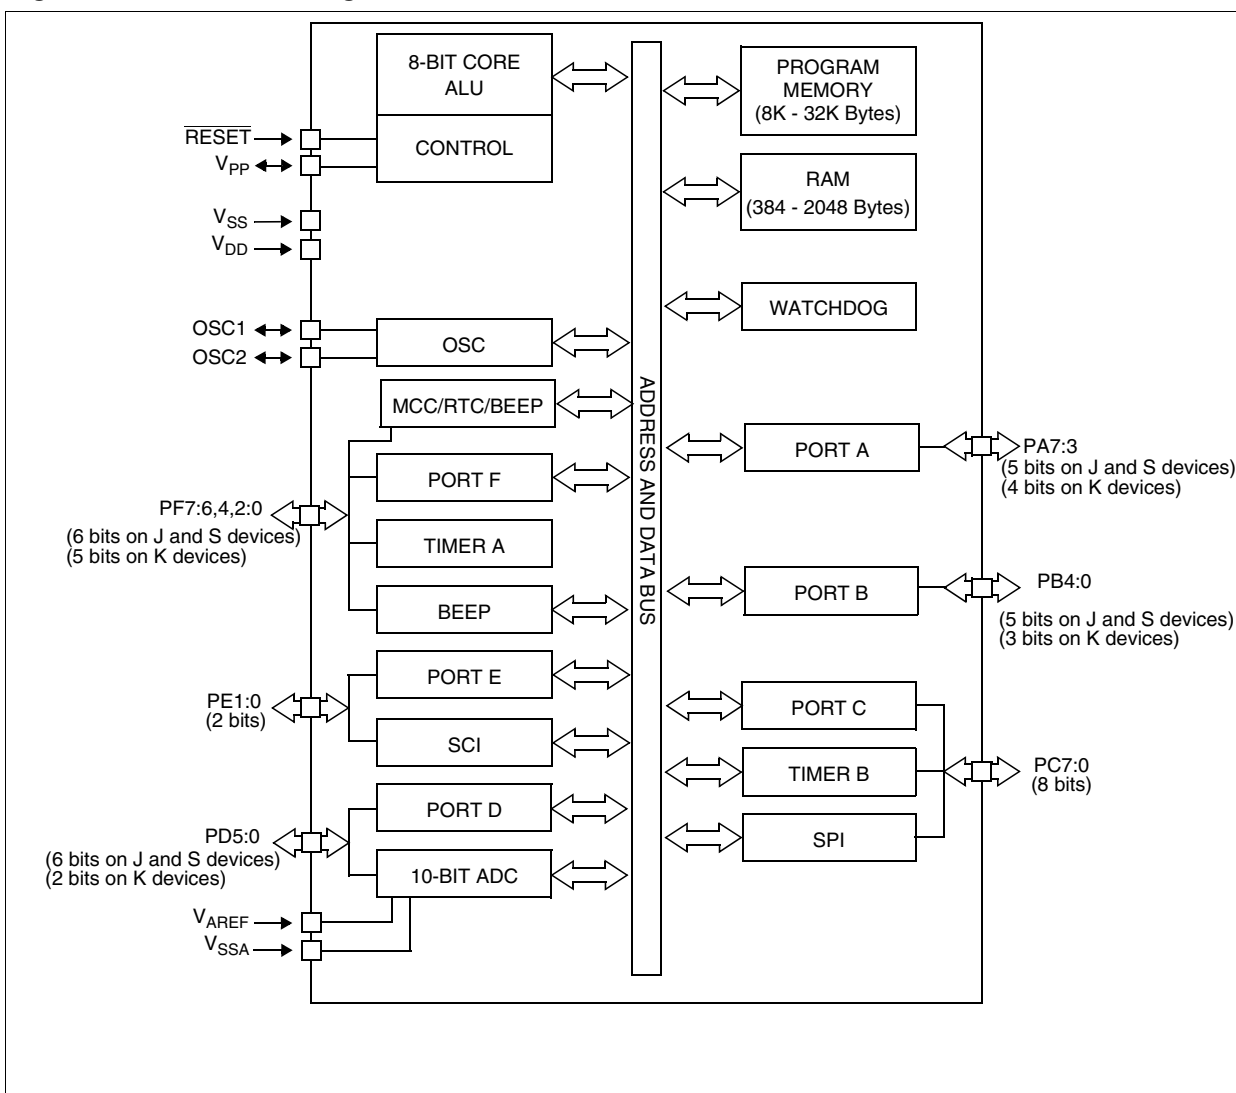 8-BIT CORE
ALU
CONTROL
RESET
VPP
VSS
VDD
OSC1
OSC2
OSC
MCC/RTC/BEEP
PORT F
PF7:6,4,2:0
(6 bits on J and S devices)
(5 bits on K devices)
TIMER A
BEEP
PORT E
PE1:0
(2 bits)
SCI
PORT D
PD5:0
(6 bits on J and S devices)
(2 bits on K devices)
10-BIT ADC
VAREF
VSSA
ADDRESS AND DATA BUS
PROGRAM
MEMORY
(8K - 32K Bytes)
RAM
(384 - 2048 Bytes)
WATCHDOG
PORT A
PA7:3
(5 bits on J and S devices)
(4 bits on K devices)
PORT B
PB4:0
(5 bits on J and S devices)
(3 bits on K devices)
PORT C
TIMER B
PC7:0
(8 bits)
SPI